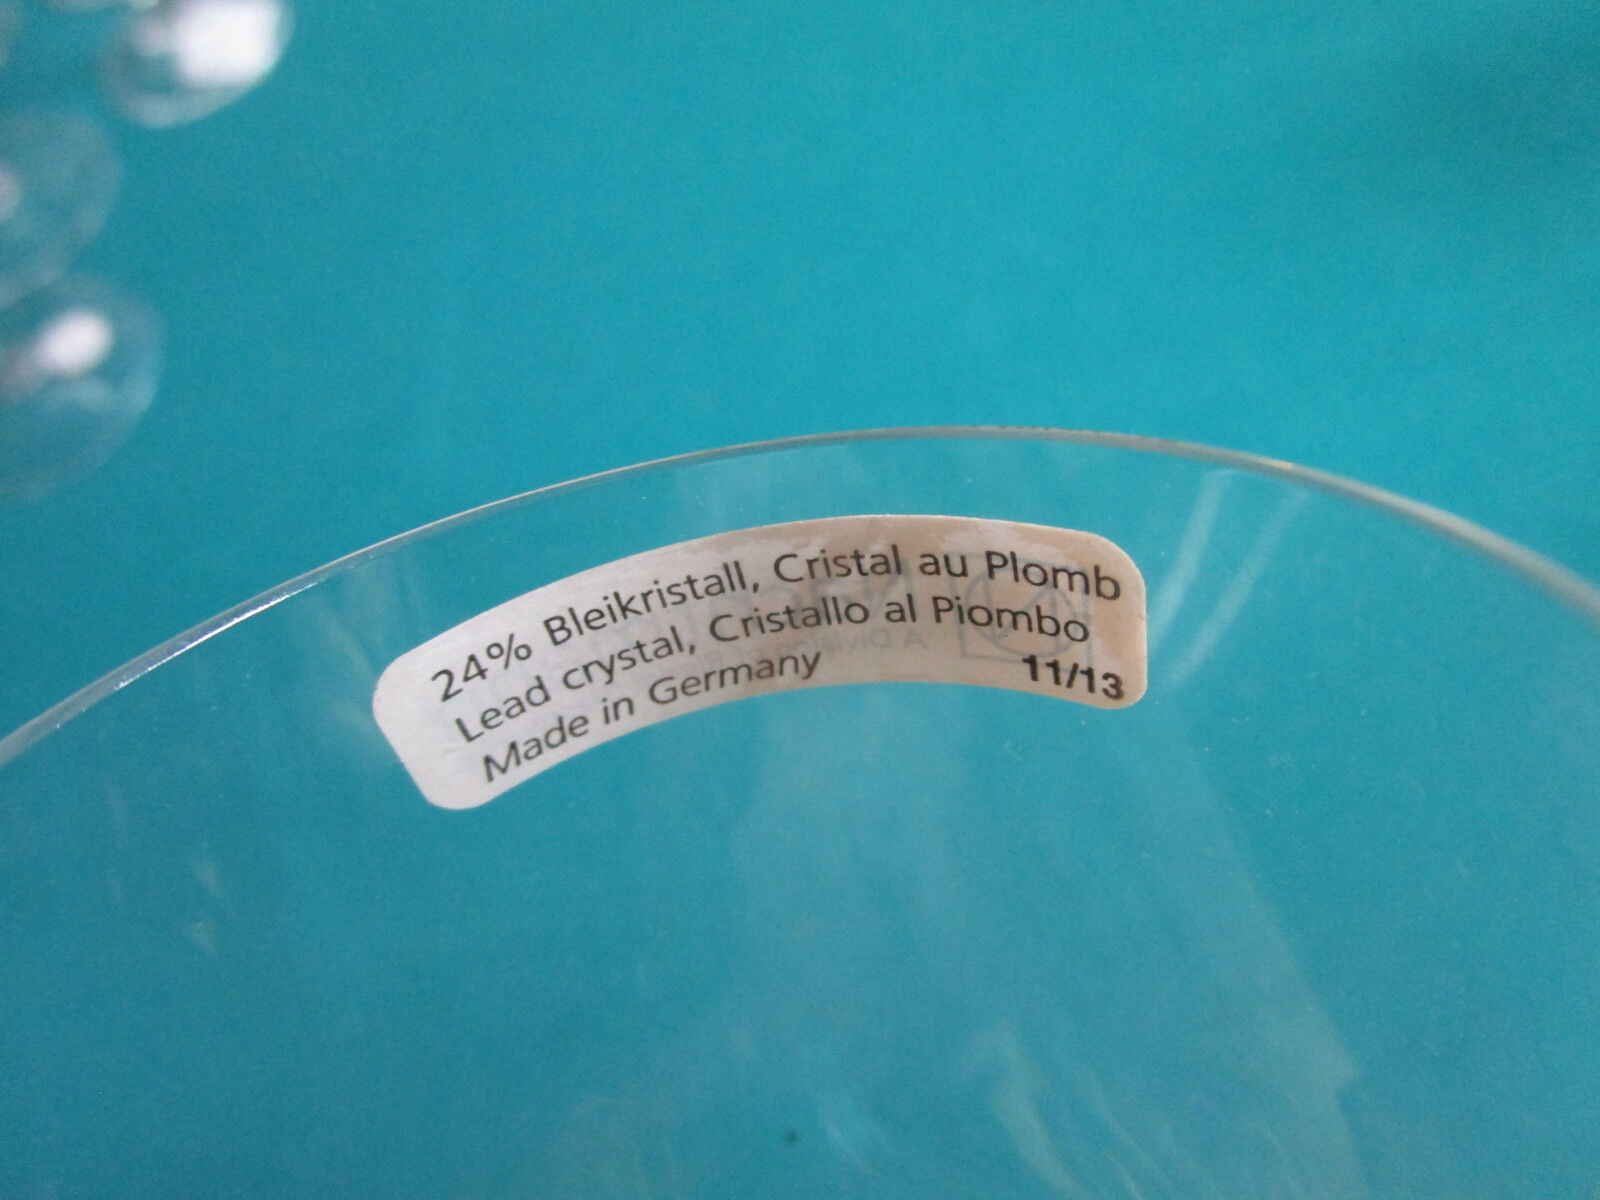 24% Bleikristall, Cristal au Plomb
Lead crystal, Cristallo al Piombo
Made in Germany 11/13